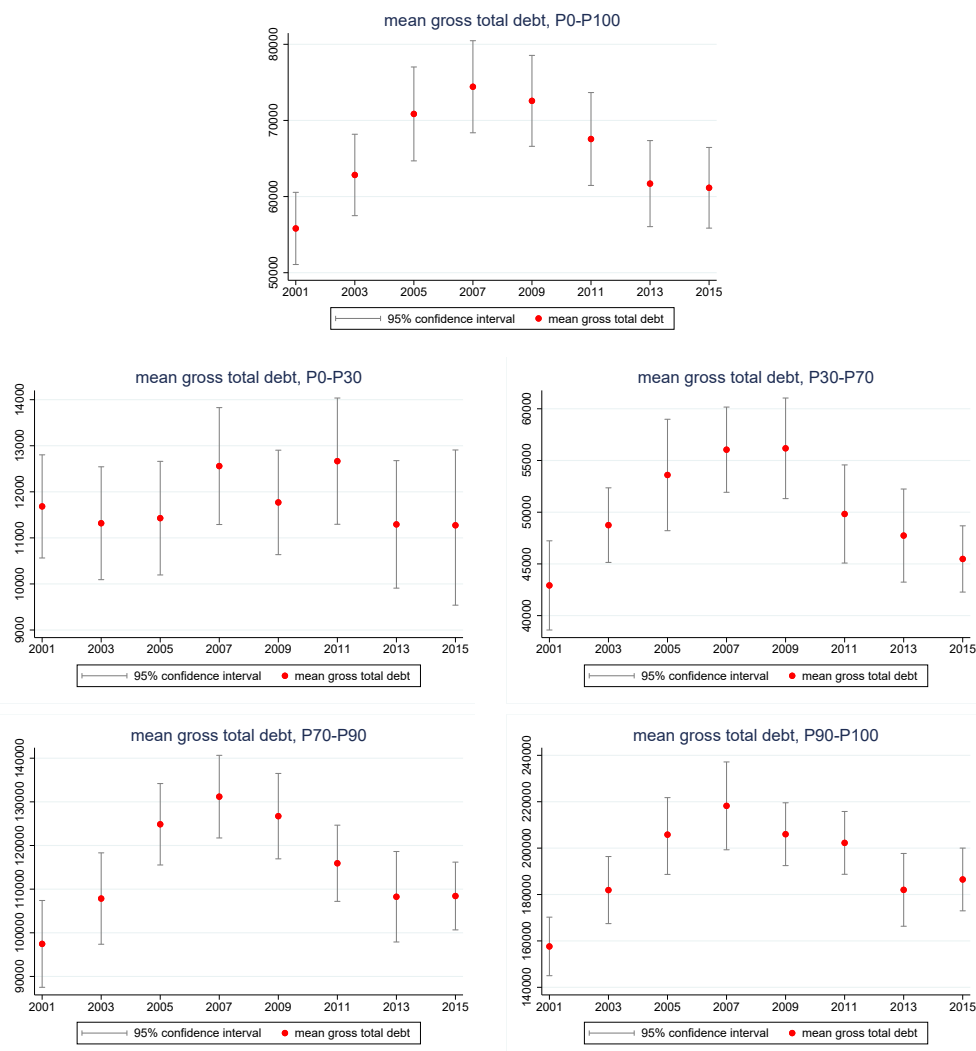 mean gross total debt, P0-P100
80000
70000
60000
50000
2001 2003 2005 2007 2009 2011 2013 2015
95% confidence interval mean gross total debt
mean gross total debt, P0-P30
14000
13000
12000
11000
10000
9000
2001 2003 2005 2007 2009 2011 2013 2015
95% confidence interval mean gross total debt
mean gross total debt, P30-P70
60000
55000
50000
45000
40000
2001 2003 2005 2007 2009 2011 2013 2015
95% confidence interval mean gross total debt
mean gross total debt, P70-P90
140000
130000
120000
110000
100000
90000
2001 2003 2005 2007 2009 2011 2013 2015
95% confidence interval mean gross total debt
mean gross total debt, P90-P100
240000
220000
200000
180000
160000
140000
2001 2003 2005 2007 2009 2011 2013 2015
95% confidence interval mean gross total debt